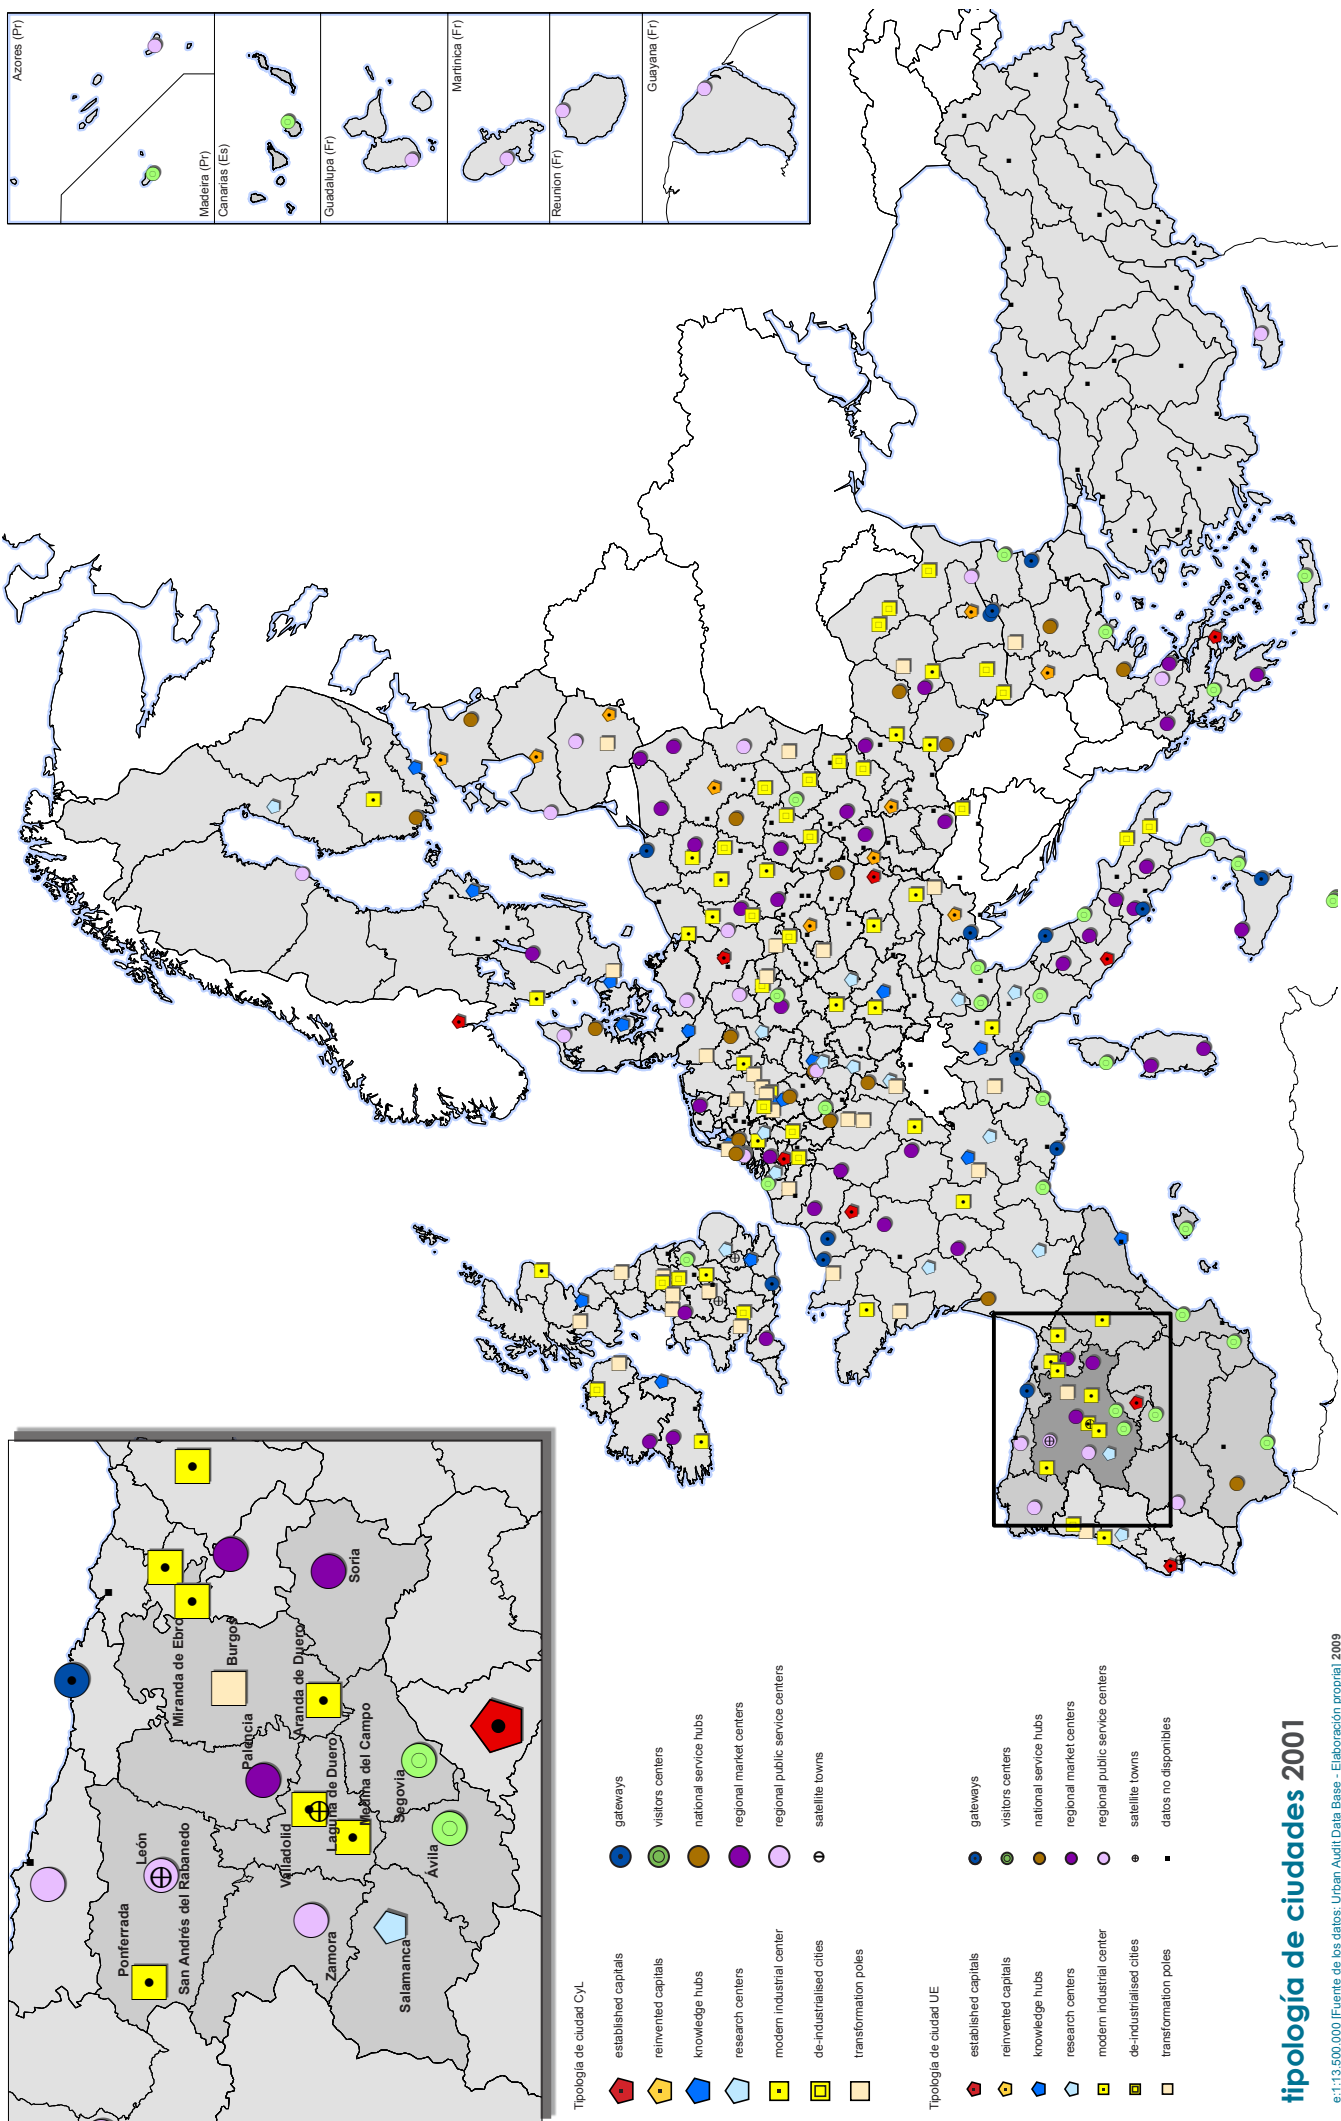 Azores (Pr)
Madeira (Pr)
Canarias (Es)
Guadalupa (Fr)
Martinica (Fr)
Reunion (Fr)
Guayana (Fr)
Ponferrada
León
San Andrés del Rabanedo
Miranda de Ebro
Burgos
Palencia
Aranda de Duero
Soria
Valladolid
Laguna de Duero
Medina del Campo
Zamora
Segovia
Salamanca
Ávila
Tipología de ciudad CyL
established capitals
reinvented capitals
knowledge hubs
research centers
modern industrial center
de-industrialised cities
transformation poles
gateways
visitors centers
national service hubs
regional market centers
regional public service centers
satellite towns
Tipología de ciudad UE
established capitals
reinvented capitals
knowledge hubs
research centers
modern industrial center
de-industrialised cities
transformation poles
gateways
visitors centers
national service hubs
regional market centers
regional public service centers
satellite towns
datos no disponibles
tipología de ciudades 2001
e:1:13.500.000 [Fuente de los datos: Urban Audit Data Base - Elaboración propria] 2009